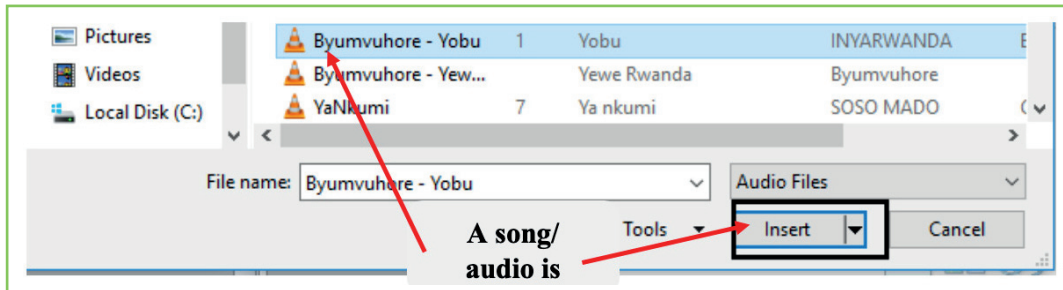 Pictures
Byumvuhore - Yobu 1 Yobu INYARWANDA
Videos
Byumvuhore - Yew... Yewe Rwanda Byumvuhore
Local Disk (C:)
YaNkumi 7 Ya nkumi SOSO MADO
File name: Byumvuhore - Yobu Audio Files
Tools Insert Cancel
A song/
audio is